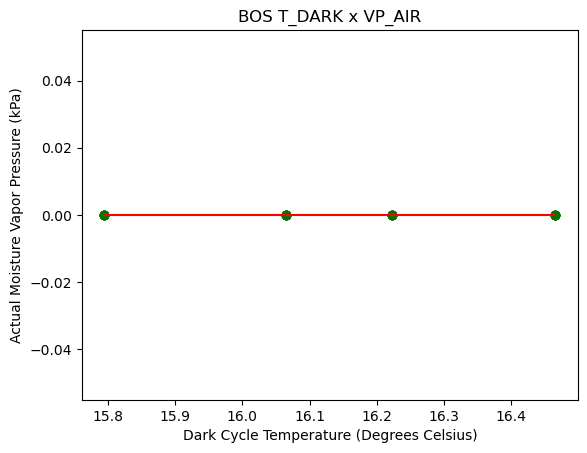 BOS T_DARK x VP_AIR
Actual Moisture Vapor Pressure (kPa)
0.04
0.02
0.00
−0.02
−0.04
15.8 15.9 16.0 16.1 16.2 16.3 16.4
Dark Cycle Temperature (Degrees Celsius)